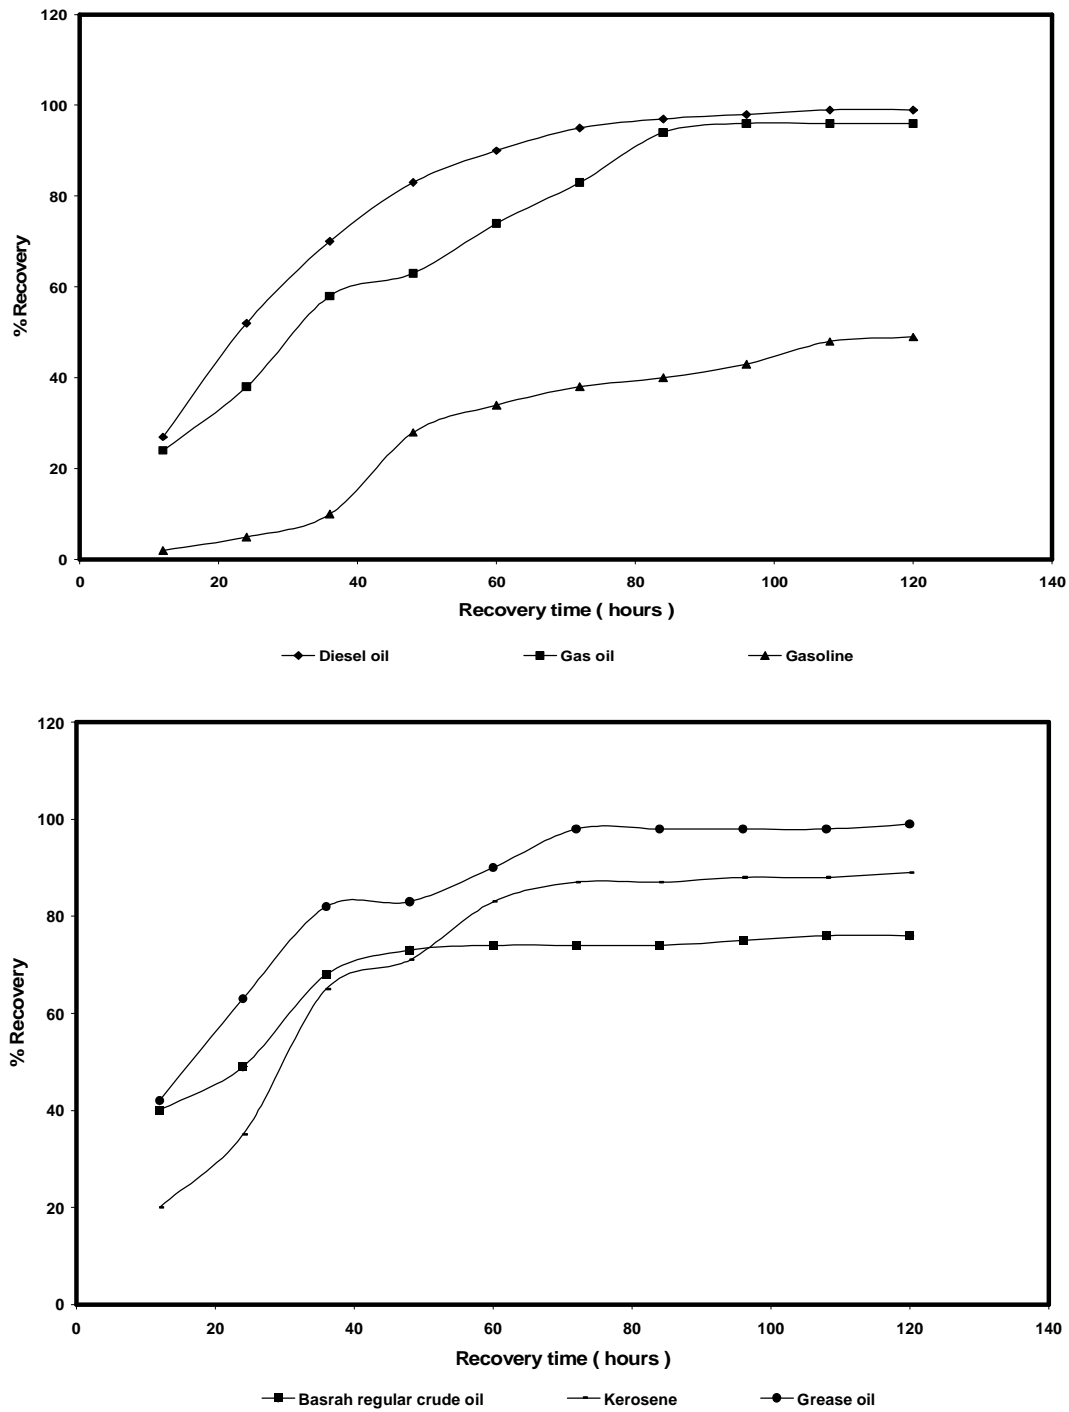 120
100
80
60
40
20
0
% Recovery
0 20 40 60 80 100 120 140
Recovery time ( hours )
Diesel oil Gas oil Gasoline
120
100
80
60
40
20
0
% Recovery
0 20 40 60 80 100 120 140
Recovery time ( hours )
Basrah regular crude oil Kerosene Grease oil